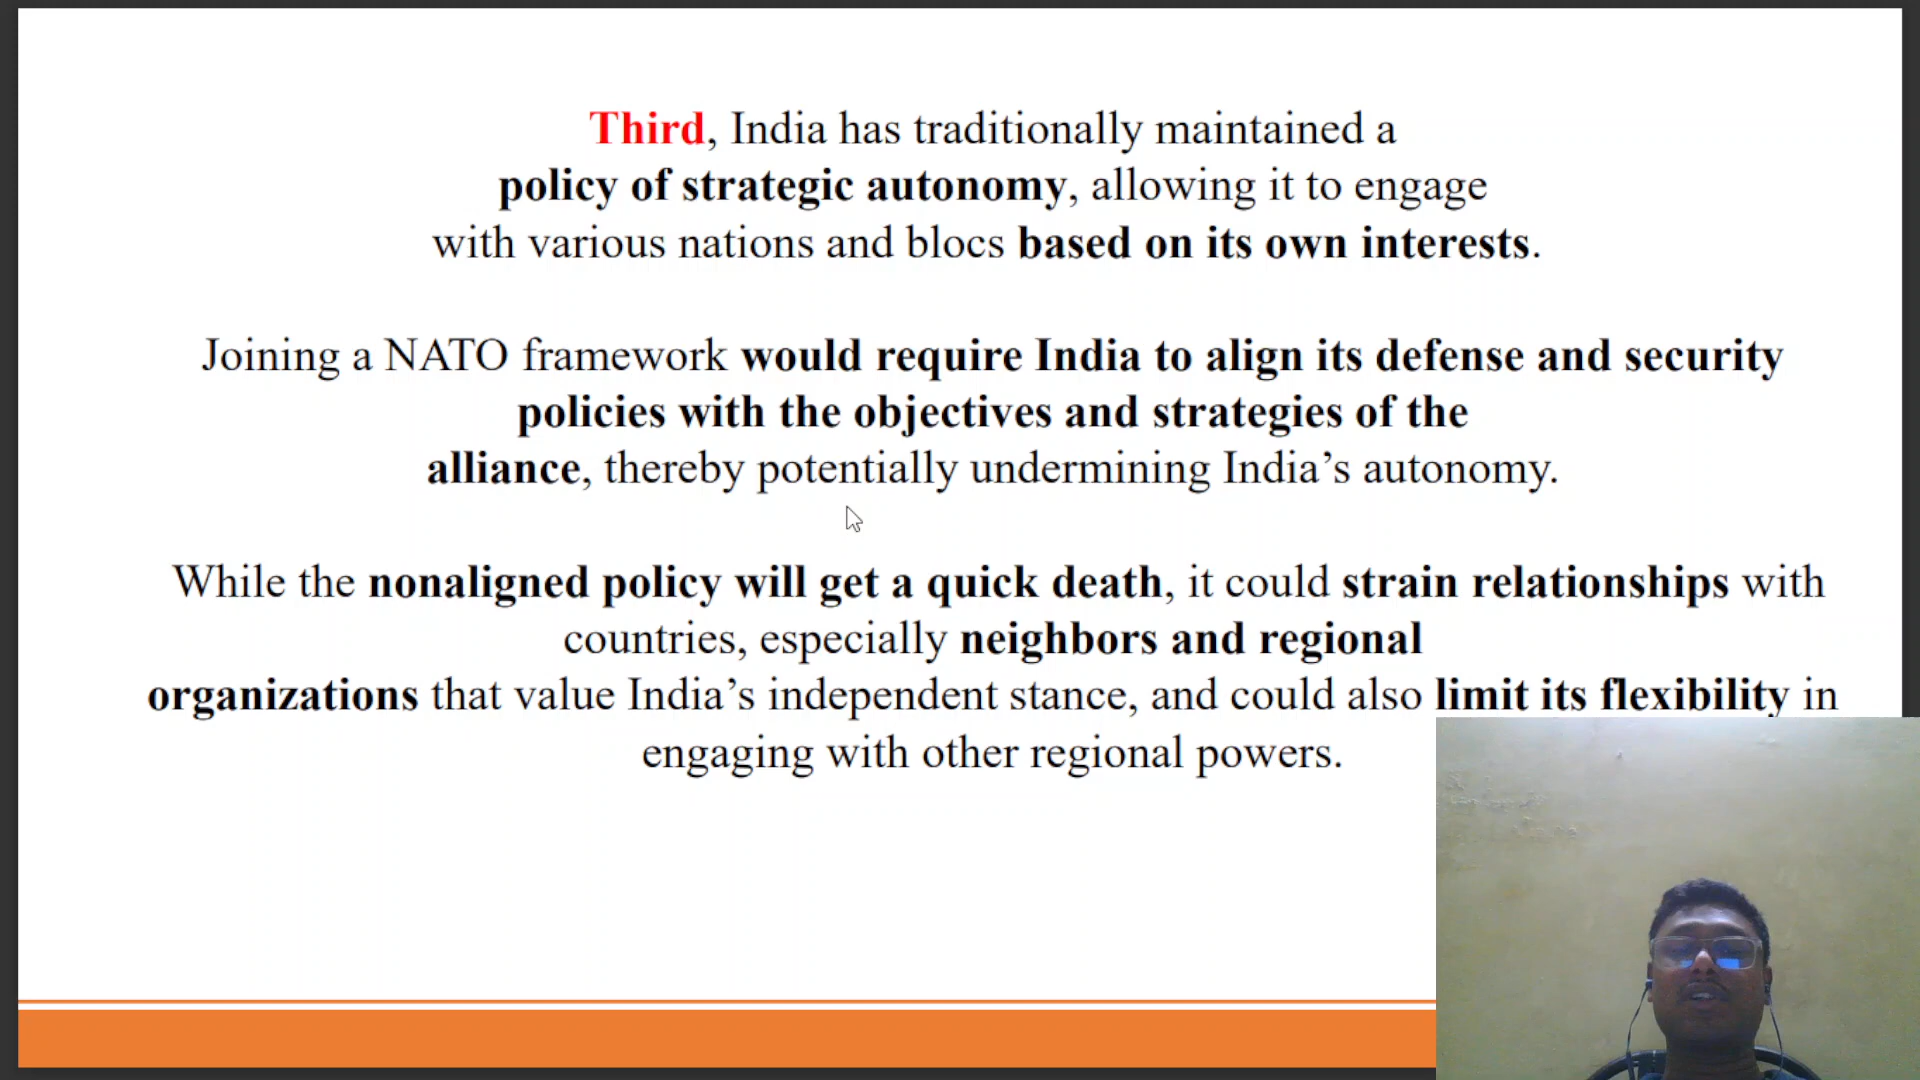 Third, India has traditionally maintained a
policy of strategic autonomy, allowing it to engage
with various nations and blocs based on its own interests.
Joining a NATO framework would require India to align its defense and security
policies with the objectives and strategies of the
alliance, thereby potentially undermining India’s autonomy.
While the nonaligned policy will get a quick death, it could strain relationships with
countries, especially neighbors and regional
organizations that value India’s independent stance, and could also limit its flexibility in
engaging with other regional powers.